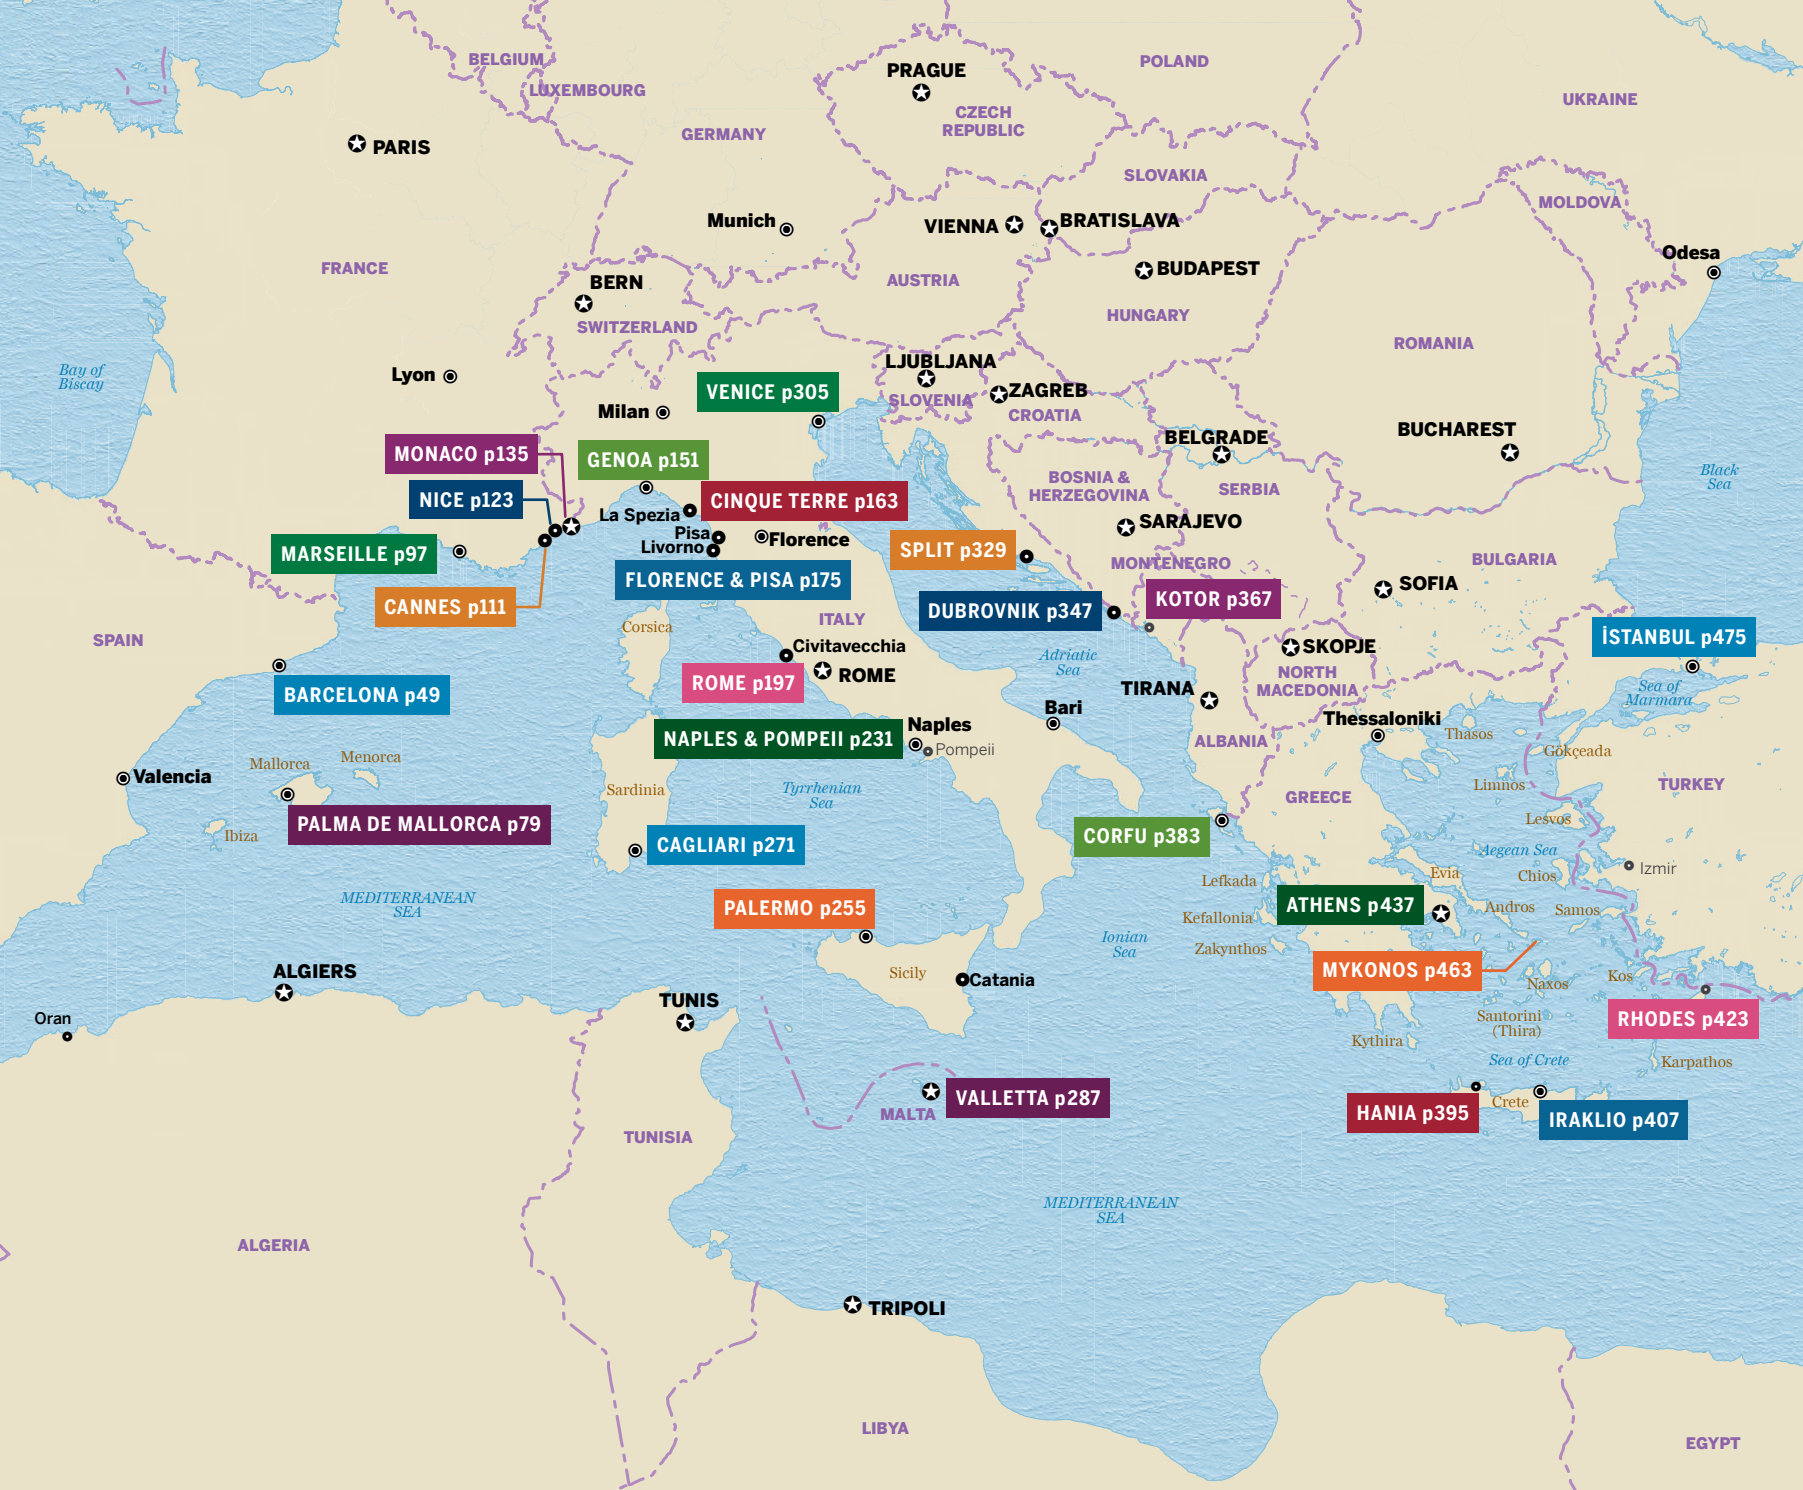 BELGIUM
LUXEMBOURG
PRAGUE
POLAND
CZECH
REPUBLIC
UKRAINE
GERMANY
PARIS
SLOVAKIA
MOLDOVA
Munich
VIENNA
BRATISLAVA
Odesa
FRANCE
BERN
AUSTRIA
BUDAPEST
SWITZERLAND
HUNGARY
ROMANIA
Bay of
Biscay
Lyon
LJUBLJANA
VENICE p305
ZAGREB
SLOVENIA
Milan
CROATIA
BELGRADE
BUCHAREST
MONACO p135
GENOA p151
BOSNIA &
HERZEGOVINA
SERBIA
Black
Sea
NICE p123
CINQUE TERRE p163
La Spezia
SARAJEVO
Pisa
Livorno
Florence
MARSEILLE p97
SPLIT p329
MONTENEGRO
BULGARIA
FLORENCE & PISA p175
SOFIA
CANNES p111
DUBROVNIK p347
KOTOR p367
SPAIN
Corsica
ITALY
İSTANBUL p475
Civitavecchia
SKOPJE
Adriatic
Sea
ROME
ROME p197
NORTH
MACEDONIA
TIRANA
Sea of
Marmara
BARCELONA p49
Bari
Thessaloniki
Naples
NAPLES & POMPEII p231
Pompeii
ALBANIA
Thasos
Gökçeada
Menorca
Mallorca
Valencia
Sardinia
Tyrrhenian
Sea
GREECE
Limnos
TURKEY
PALMA DE MALLORCA p79
Ibiza
CORFU p383
Lesvos
CAGLIARI p271
Aegean Sea
Izmir
Evia
Chios
Lefkada
MEDITERRANEAN
SEA
PALERMO p255
ATHENS p437
Andros
Samos
Kefallonia
Ionian
Sea
Zakynthos
ALGIERS
Sicily
Catania
MYKONOS p463
Naxos
Kos
TUNIS
Oran
Santorini
(Thira)
RHODES p423
Kythira
Sea of Crete
Karpathos
VALLETTA p287
MALTA
Crete
HANIA p395
IRAKLIO p407
TUNISIA
MEDITERRANEAN
SEA
ALGERIA
TRIPOLI
LIBYA
EGYPT